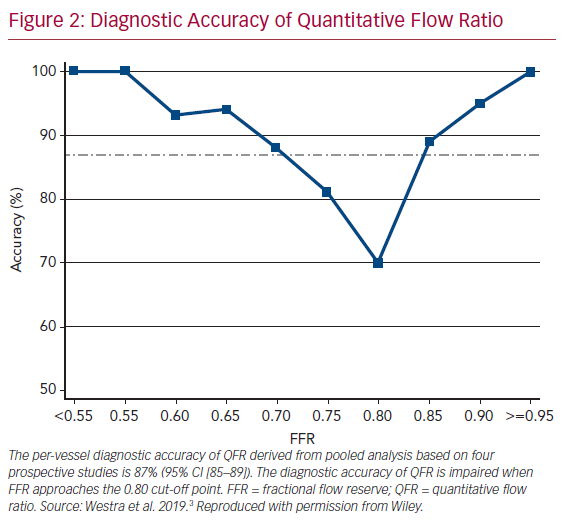 Figure 2: Diagnostic Accuracy of Quantitative Flow Ratio
100
90
80
70
60
50
Accuracy (%)
<0.55 0.55 0.60 0.65 0.70 0.75 0.80 0.85 0.90 >=0.95
FFR
The per-vessel diagnostic accuracy of QFR derived from pooled analysis based on four
prospective studies is 87% (95% CI [85–89]). The diagnostic accuracy of QFR is impaired when
FFR approaches the 0.80 cut-off point. FFR = fractional flow reserve; QFR = quantitative flow
ratio. Source: Westra et al. 2019.³ Reproduced with permission from Wiley.